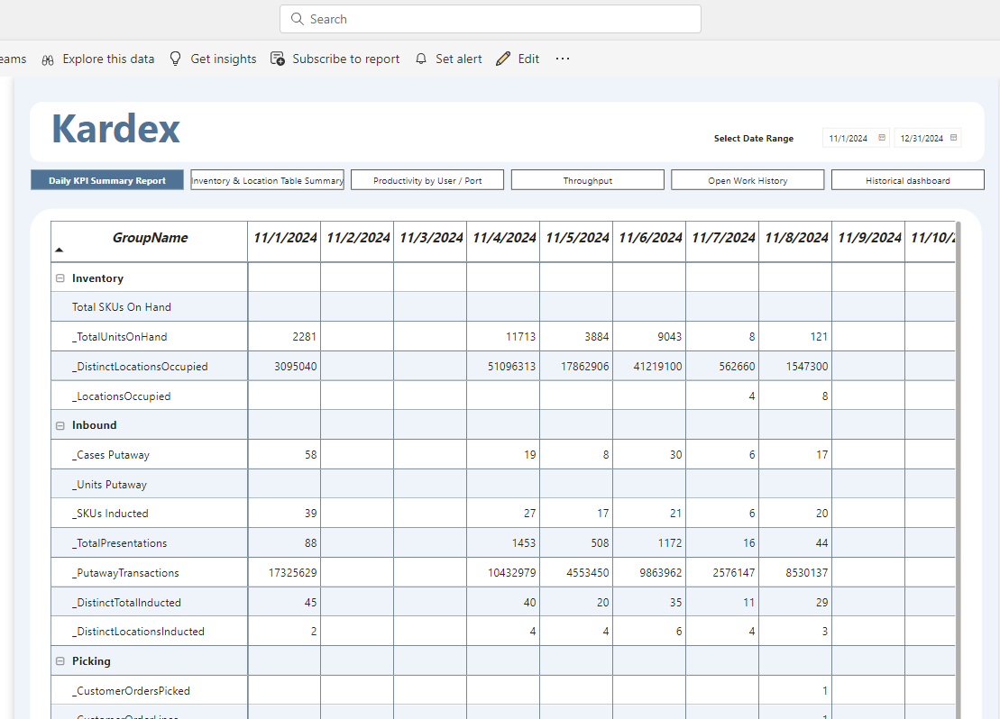 Search
eams Explore this data Get insights Subscribe to report Set alert Edit ...
Kardex
Select Date Range 11/1/2024 12/31/2024
Daily KPI Summary Report Inventory & Location Table Summary Productivity by User / Port Throughput Open Work History Historical dashboard
GroupName 11/1/2024 11/2/2024 11/3/2024 11/4/2024 11/5/2024 11/6/2024 11/7/2024 11/8/2024 11/9/2024 11/10/2
Inventory
Total SKUs On Hand
_TotalUnitsOnHand 2281 11713 3884 9043 8 121
_DistinctLocationsOccupied 3095040 51096313 17862906 41219100 562660 1547300
_LocationsOccupied 4 8
Inbound
_Cases Putaway 58 19 8 30 6 17
_Units Putaway
_SKUs Inducted 39 27 17 21 6 20
_TotalPresentations 88 1453 508 1172 16 44
_PutawayTransactions 17325629 10432979 4553450 9863962 2576147 8530137
_DistinctTotalInducted 45 40 20 35 11 29
_DistinctLocationsInducted 2 4 4 6 4 3
Picking
_CustomerOrdersPicked 1
_CustomerOrderLines 1